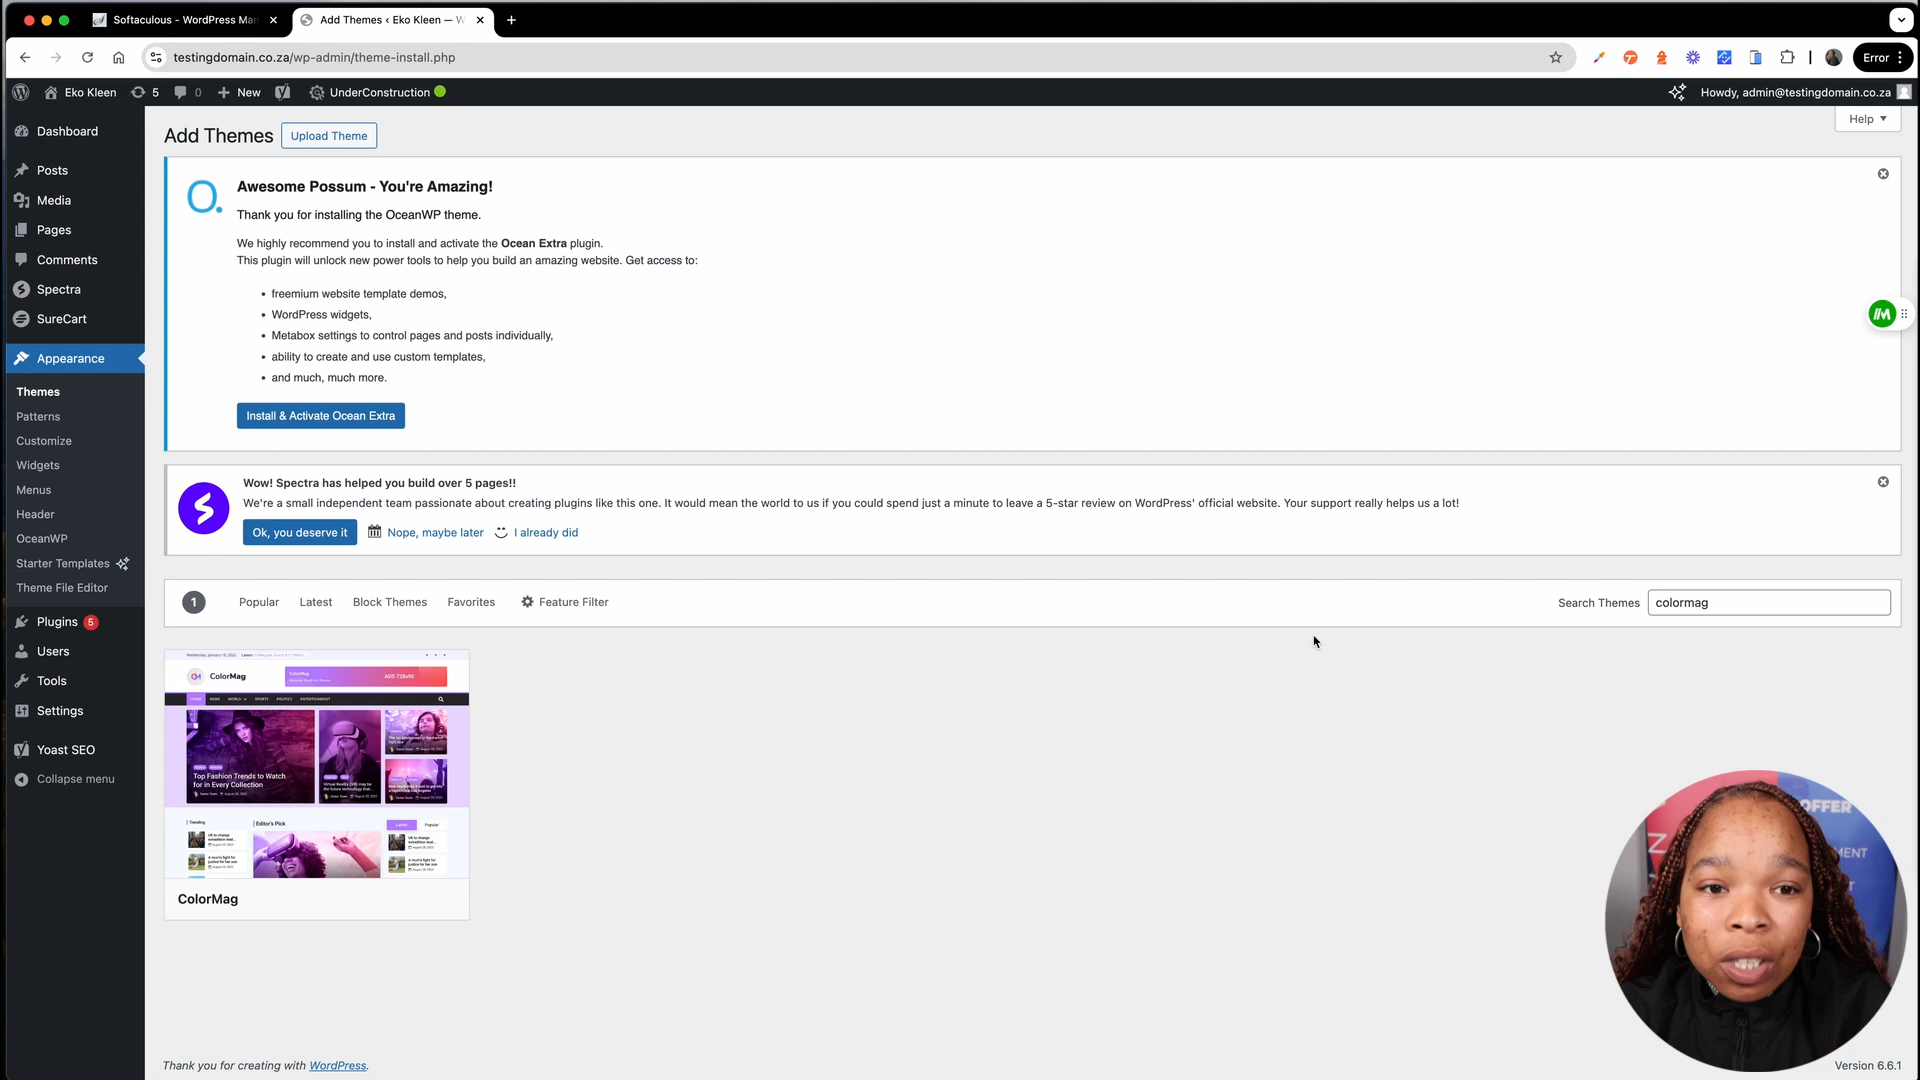 Softaculous - WordPress Man
Add Themes ‹ Eko Kleen — W
testingdomain.co.za/wp-admin/theme-install.php
Error
Eko Kleen
5
0
New
UnderConstruction
Howdy, admin@testingdomain.co.za
Dashboard
Posts
Media
Pages
Comments
Spectra
SureCart
Appearance
Themes
Patterns
Customize
Widgets
Menus
Header
OceanWP
Starter Templates
Theme File Editor
Plugins 5
Users
Tools
Settings
Yoast SEO
Collapse menu
Add Themes
Upload Theme
Help
Awesome Possum - You're Amazing!
Thank you for installing the OceanWP theme.
We highly recommend you to install and activate the Ocean Extra plugin.
This plugin will unlock new power tools to help you build an amazing website. Get access to:
• freemium website template demos,
• WordPress widgets,
• Metabox settings to control pages and posts individually,
• ability to create and use custom templates,
• and much, much more.
Install & Activate Ocean Extra
Wow! Spectra has helped you build over 5 pages!!
We're a small independent team passionate about creating plugins like this one. It would mean the world to us if you could spend just a minute to leave a 5-star review on WordPress' official website. Your support really helps us a lot!
Ok, you deserve it
Nope, maybe later
I already did
1
Popular
Latest
Block Themes
Favorites
Feature Filter
Search Themes
colormag
ColorMag
ADS 728x90
HOME NEWS WORLD SPORTS POLITICS ENTERTAINMENT
Top Fashion Trends to Watch
for in Every Collection
Trending
Editor's Pick
Latest
Popular
ColorMag
OFFER
Thank you for creating with WordPress.
Version 6.6.1